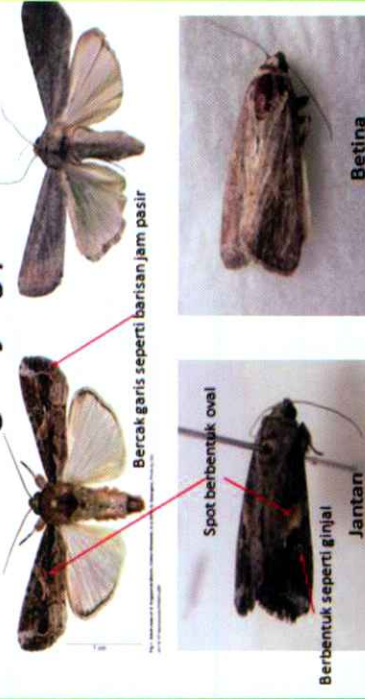 Bercak garis seperti barisan jam pasir
Spot berbentuk oval
Berbentuk seperti ginjal
Jantan
Betina